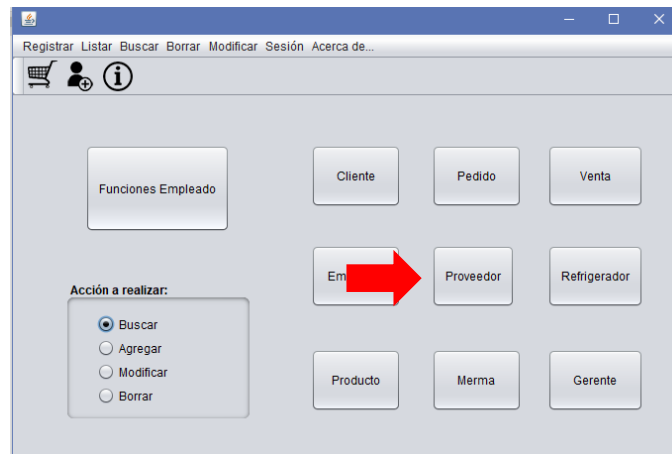 Registrar Listar Buscar Borrar Modificar Sesión Acerca de...
Funciones Empleado
Cliente
Pedido
Venta
Proveedor
Refrigerador
Acción a realizar:
Buscar
Agregar
Modificar
Borrar
Producto
Merma
Gerente